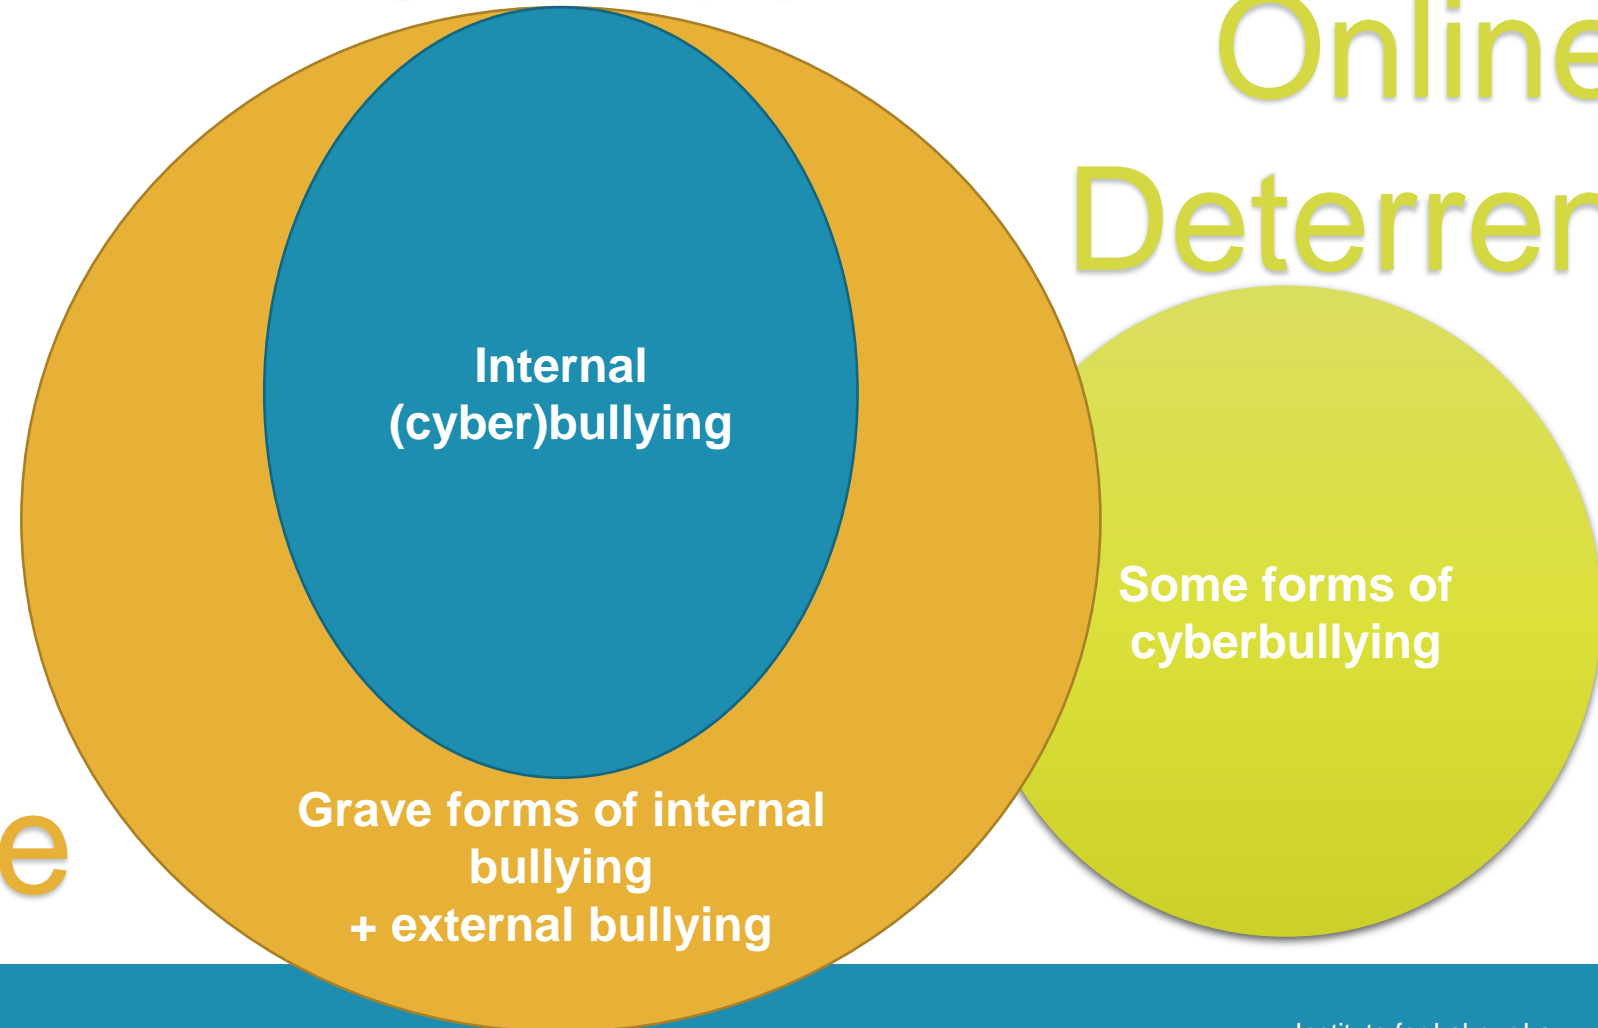 Online
Deterren
Internal
(cyber)bullying
Some forms of
cyberbullying
Grave forms of internal
bullying
+ external bullying
e